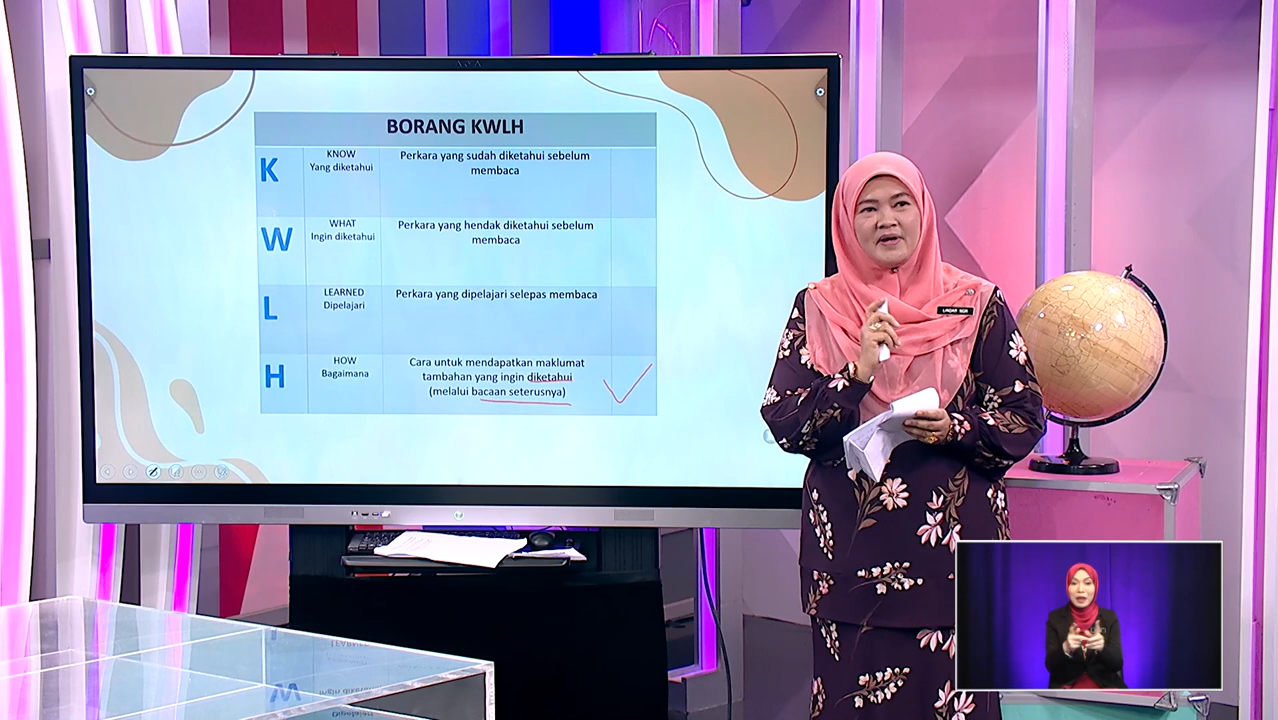 BORANG KWLH
K
KNOW
Yang diketahui
Perkara yang sudah diketahui sebelum
membaca
W
WHAT
Ingin diketahui
Perkara yang hendak diketahui sebelum
membaca
L
LEARNED
Dipelajari
Perkara yang dipelajari selepas membaca
H
HOW
Bagaimana
Cara untuk mendapatkan maklumat
tambahan yang ingin diketahui
(melalui bacaan seterusnya)